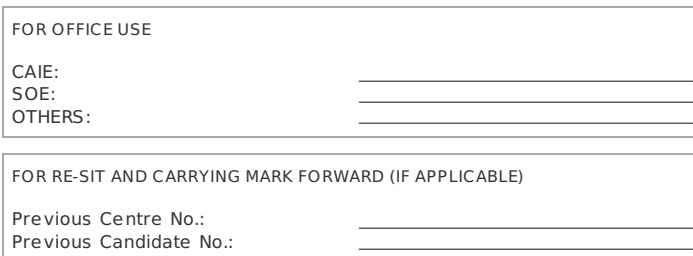 FOR OFFICE USE
CAIE:
SOE:
OTHERS:
FOR RE-SIT AND CARRYING MARK FORWARD (IF APPLICABLE)
Previous Centre No.:
Previous Candidate No.: